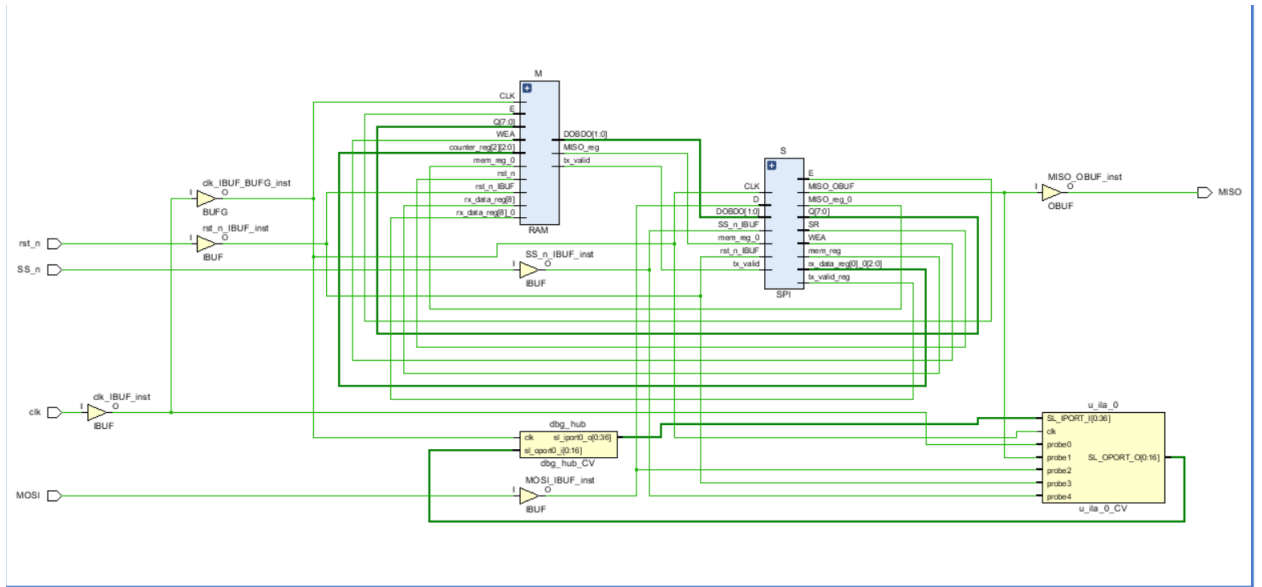 M
CLK
E
Q[7:0]
WEA
counter_reg[2][2:0]
mem_reg_0
rst_n
rst_n_IBUF
rx_data_reg[8]
rx_data_reg[8]_0
DOBDO[1:0]
MISO_reg
tx_valid
RAM
S
CLK
D
DOBDO[1:0]
SS_n_IBUF
mem_reg_0
rst_n_IBUF
tx_valid
E
MISO_OBUF
MISO_reg_0
Q[7:0]
SR
WEA
mem_reg
rx_data_reg[0]_0[2:0]
tx_valid_reg
SPI
MISO_OBUF_inst
I
O
OBUF
MISO
clk_IBUF_BUFG_inst
I
O
BUFG
rst_n
rst_n_IBUF_inst
I
O
IBUF
SS_n
SS_n_IBUF_inst
I
O
IBUF
clk
clk_IBUF_inst
I
O
IBUF
dbg_hub
clk
sl_iport0_o[0:36]
sl_oport0_i[0:16]
dbg_hub_CV
MOSI
MOSI_IBUF_inst
I
O
IBUF
u_ila_0
SL_IPORT_I[0:36]
clk
probe0
probe1
SL_OPORT_O[0:16]
probe2
probe3
probe4
u_ila_0_CV